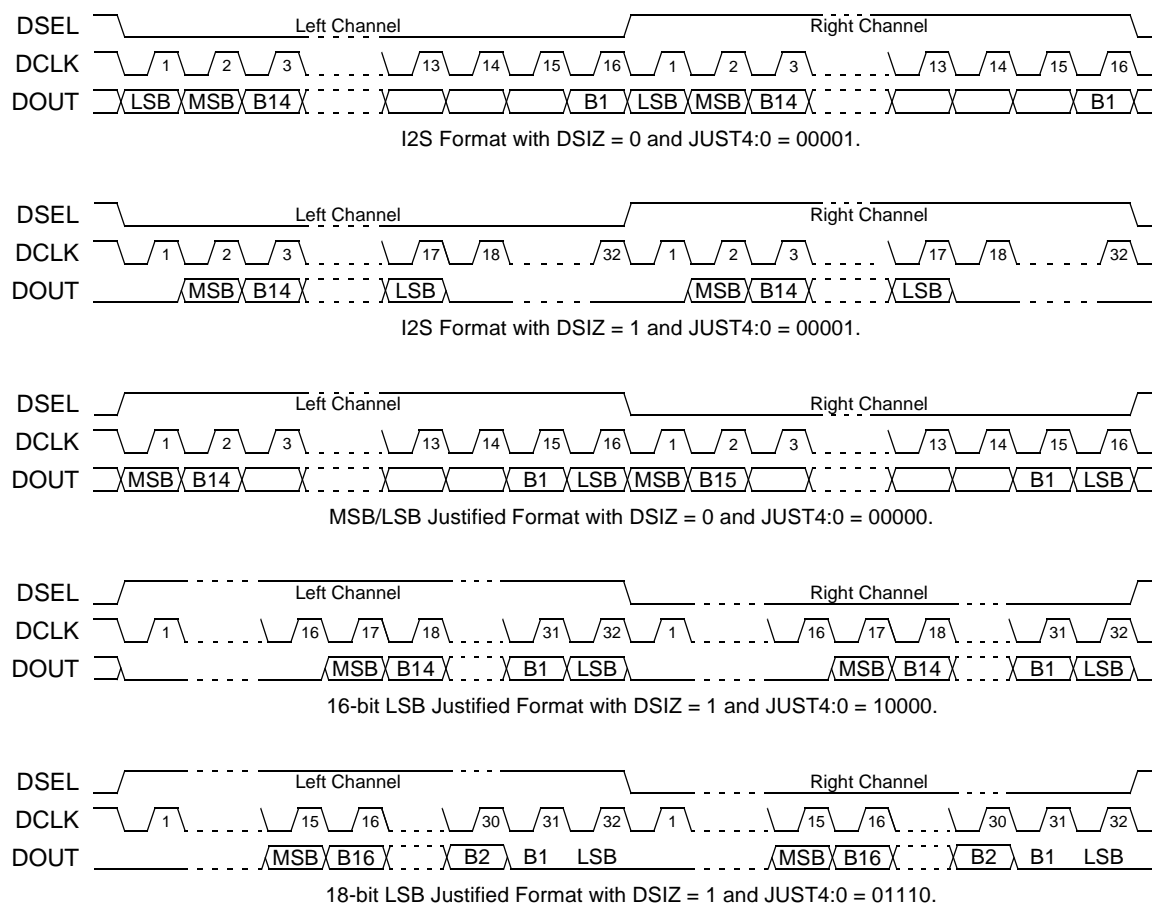 DSEL Left Channel Right Channel
DCLK 1 2 3 13 14 15 16 1 2 3 13 14 15 16
DOUT LSB MSB B14 B1 LSB MSB B14 B1
I2S Format with DSIZ = 0 and JUST4:0 = 00001.
DSEL Left Channel Right Channel
DCLK 1 2 3 17 18 32 1 2 3 17 18 32
DOUT MSB B14 LSB MSB B14 LSB
I2S Format with DSIZ = 1 and JUST4:0 = 00001.
DSEL Left Channel Right Channel
DCLK 1 2 3 13 14 15 16 1 2 3 13 14 15 16
DOUT MSB B14 B1 LSB MSB B15 B1 LSB
MSB/LSB Justified Format with DSIZ = 0 and JUST4:0 = 00000.
DSEL Left Channel Right Channel
DCLK 1 16 17 18 31 32 1 16 17 18 31 32
DOUT MSB B14 B1 LSB MSB B14 B1 LSB
16-bit LSB Justified Format with DSIZ = 1 and JUST4:0 = 10000.
DSEL Left Channel Right Channel
DCLK 1 15 16 30 31 32 1 15 16 30 31 32
DOUT MSB B16 B2 B1 LSB MSB B16 B2 B1 LSB
18-bit LSB Justified Format with DSIZ = 1 and JUST4:0 = 01110.